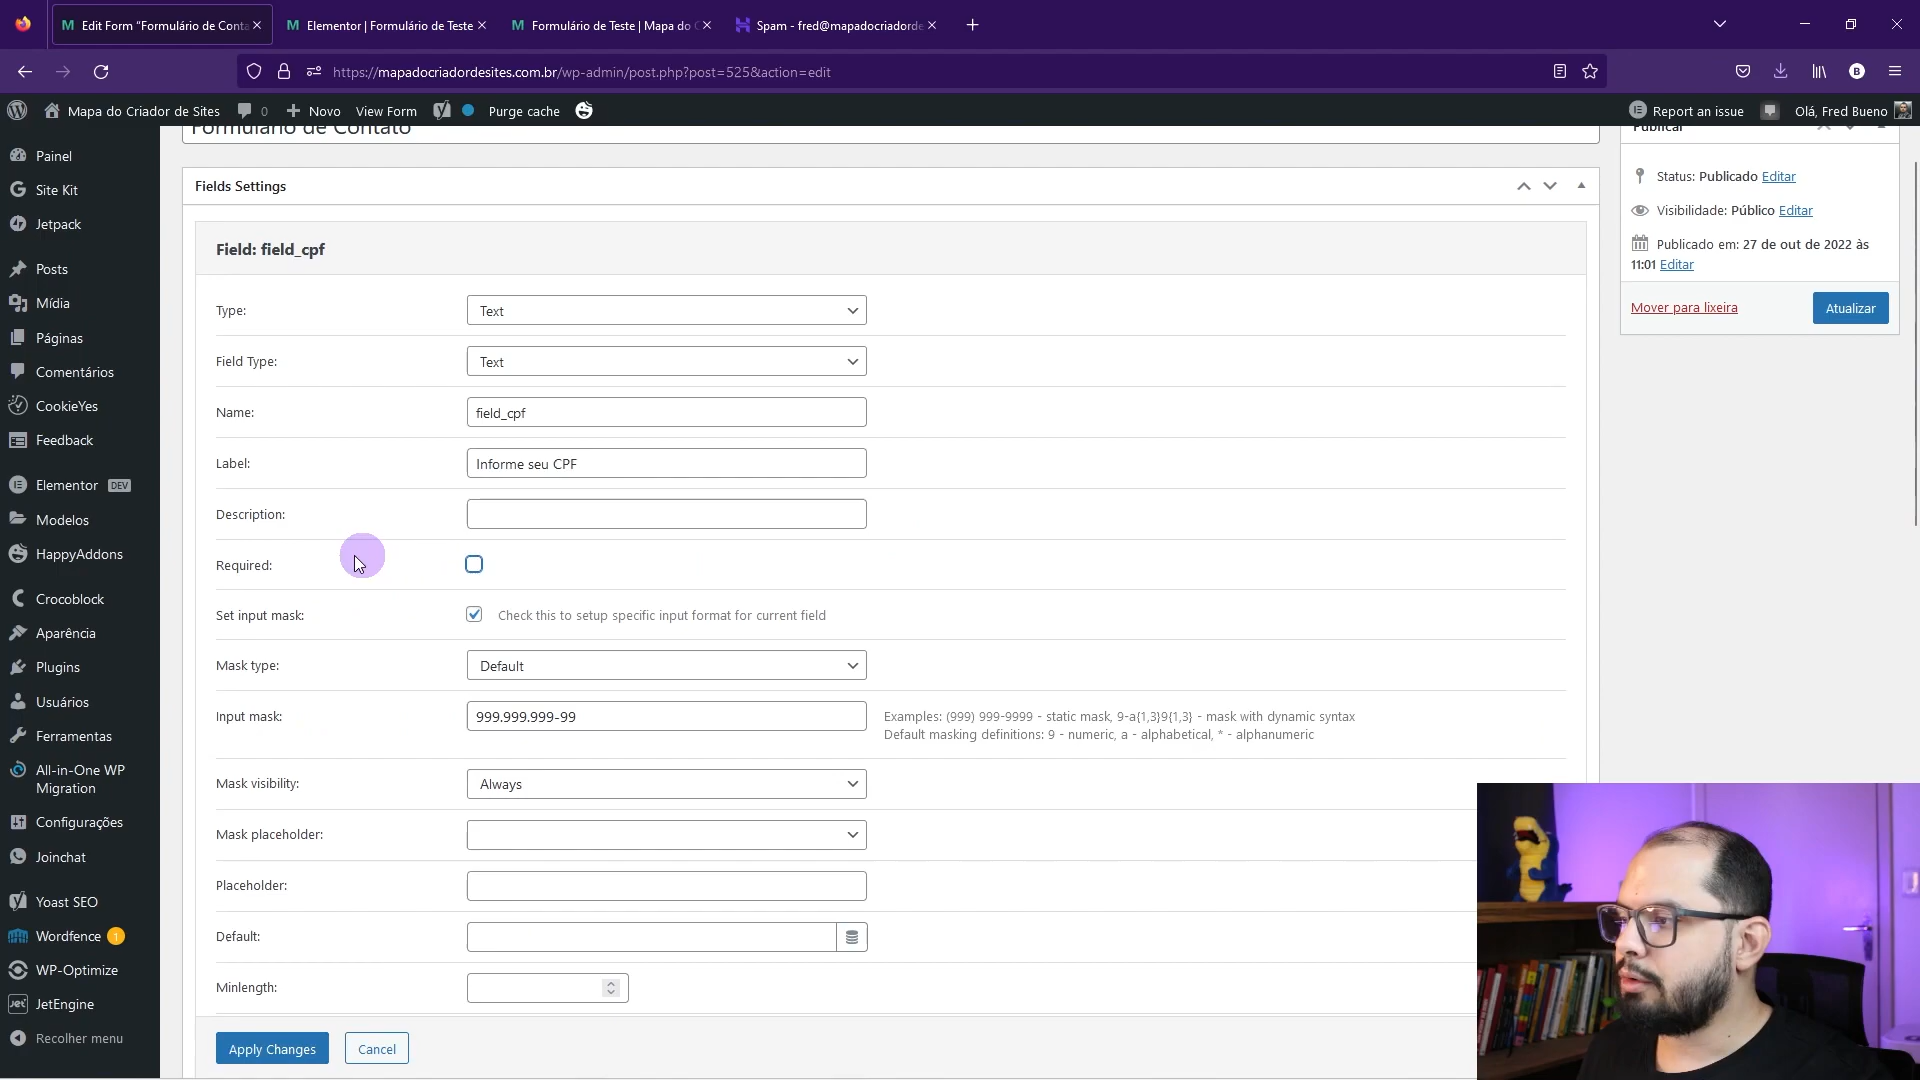 Edit Form "Formulário de Conta
Elementor | Formulário de Teste
Formulário de Teste | Mapa do C
Spam - fred@mapadocriadorde
https://mapadocriadordesites.com.br/wp-admin/post.php?post=525&action=edit
Mapa do Criador de Sites
0
Novo
View Form
Purge cache
Report an issue
Olá, Fred Bueno
Painel
Site Kit
Jetpack
Posts
Mídia
Páginas
Comentários
CookieYes
Feedback
Elementor DEV
Modelos
HappyAddons
Crocoblock
Aparência
Plugins
Usuários
Ferramentas
All-in-One WP
Migration
Configurações
Joinchat
Yoast SEO
Wordfence 1
WP-Optimize
JetEngine
Recolher menu
Formulário de Contato
Fields Settings
Field: field_cpf
Type: Text
Field Type: Text
Name: field_cpf
Label: Informe seu CPF
Description:
Required:
Set input mask: Check this to setup specific input format for current field
Mask type: Default
Input mask: 999.999.999-99
Examples: (999) 999-9999 - static mask, 9-a{1,3}9{1,3} - mask with dynamic syntax
Default masking definitions: 9 - numeric, a - alphabetical, * - alphanumeric
Mask visibility: Always
Mask placeholder:
Placeholder:
Default:
Minlength:
Apply Changes
Cancel
Publicar
Status: Publicado Editar
Visibilidade: Público Editar
Publicado em: 27 de out de 2022 às
11:01 Editar
Mover para lixeira
Atualizar